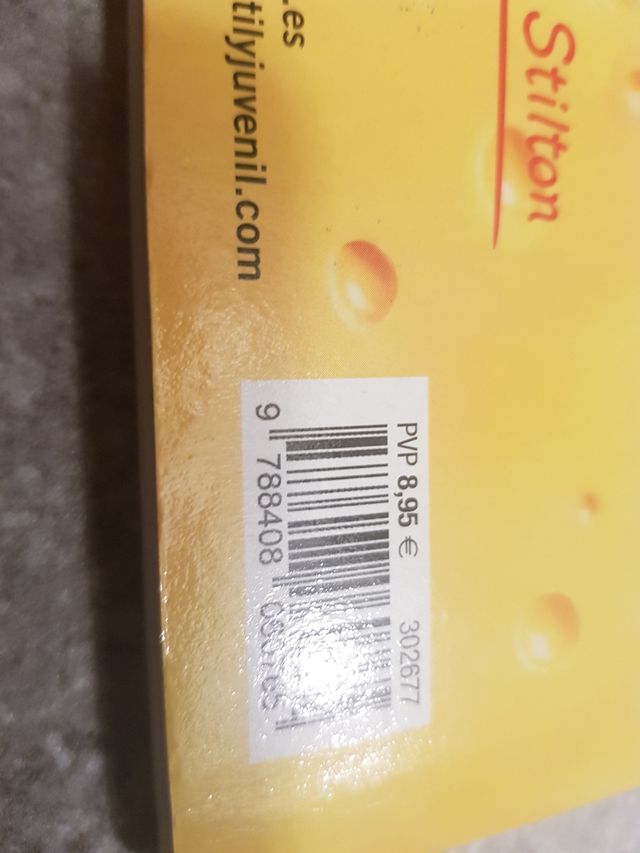 Stilton
.es
tilyjuvenil.com
PVP 8,95 € 302677
9 788408